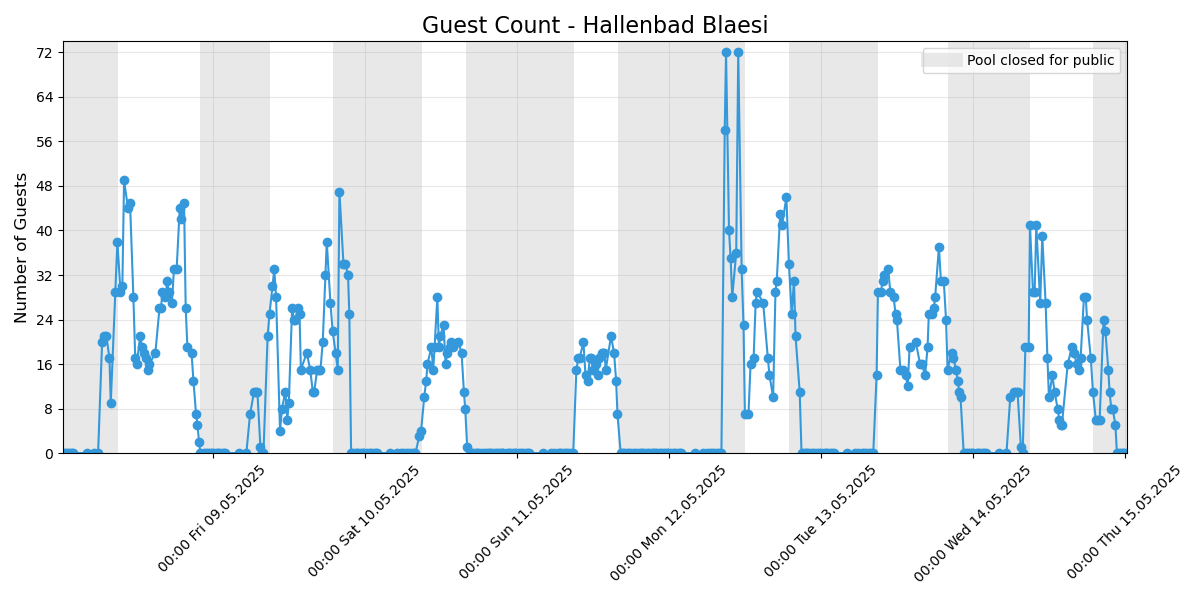 Guest Count - Hallenbad Blaesi
Pool closed for public
Number of Guests
72
64
56
48
40
32
24
16
8
0
00:00 Fri 09.05.2025
00:00 Sat 10.05.2025
00:00 Sun 11.05.2025
00:00 Mon 12.05.2025
00:00 Tue 13.05.2025
00:00 Wed 14.05.2025
00:00 Thu 15.05.2025